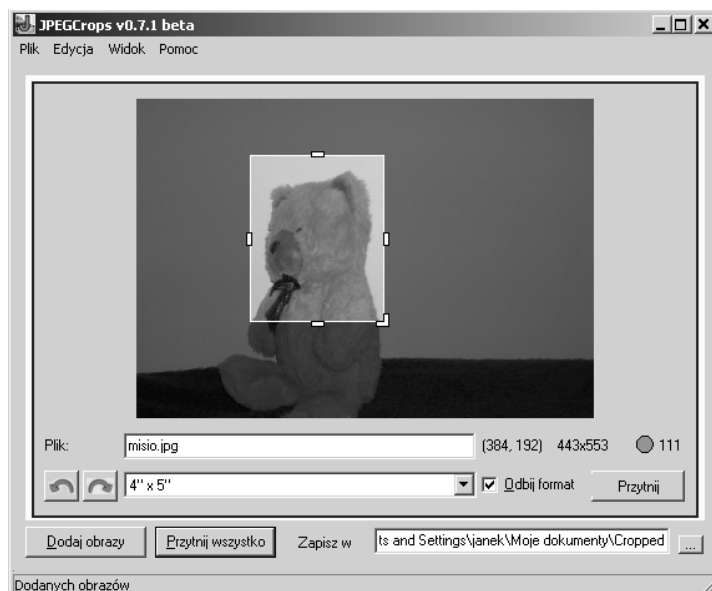 JPEGCrops v0.7.1 beta
Plik Edycja Widok Pomoc
Plik: misio.jpg (384, 192) 443x553 111
4" x 5" Odbij format Przytnij
Dodaj obrazy Przytnij wszystko Zapisz w ts and Settings\janek\Moje dokumenty\Cropped ...
Dodanych obrazów